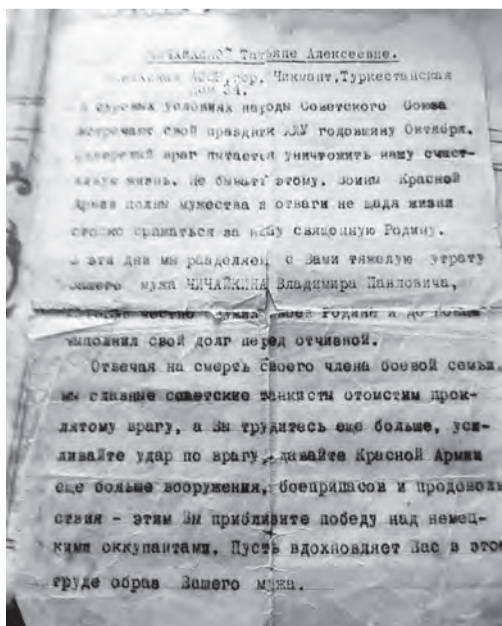 ЧИЧАЙКИНОЙ Татьяне Алексеевне.
АССР, гор. Чикмант, Туркестанская
дом 34.
В суровых условиях народы Советского Союза
встречают свой праздник ХХV годовщину Октября.
враг пытается уничтожить нашу счаст-
ливую жизнь. Не бывать этому. Воины Красной
Армии полны мужества и отваги не щадя жизни
стойко сражаться за нашу священную Родину.
В эти дни мы разделяем с Вами тяжелую утрату
Вашего мужа ЧИЧАЙКИНА Владимира Павловича,
который честно служил своей Родине и до конца
выполнил свой долг перед отчизной.
Отвечая на смерть своего члена боевой семьи,
мы славные советские танкисты отомстим прок-
лятому врагу, а Вы трудитесь еще больше, уси-
ливайте удар по врагу, давайте Красной Армии
еще больше вооружения, боеприпасов и продоволь
ствия - этим Вы приблизите победу над немец-
кими оккупантами. Пусть вдохновляет Вас в этом
труде образ Вашего мужа.